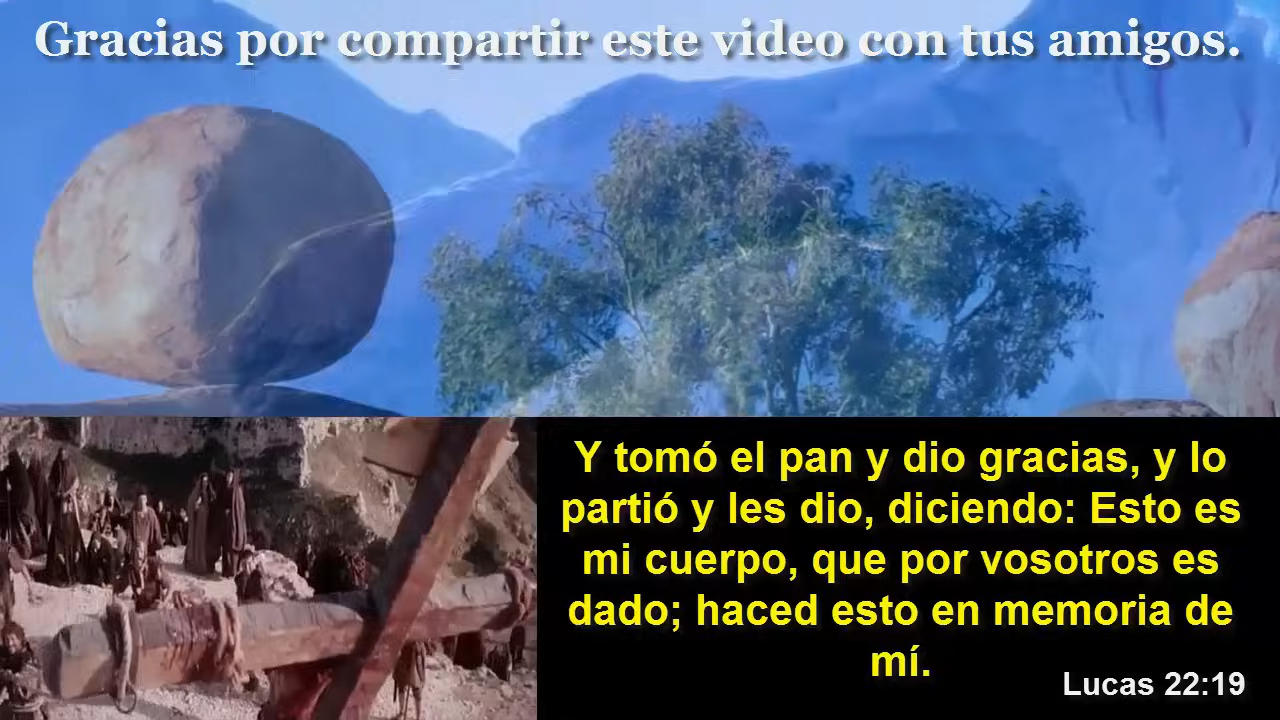 Gracias por compartir este video con tus amigos.
Y tomó el pan y dio gracias, y lo
partió y les dio, diciendo: Esto es
mi cuerpo, que por vosotros es
dado; haced esto en memoria de
mí.
Lucas 22:19